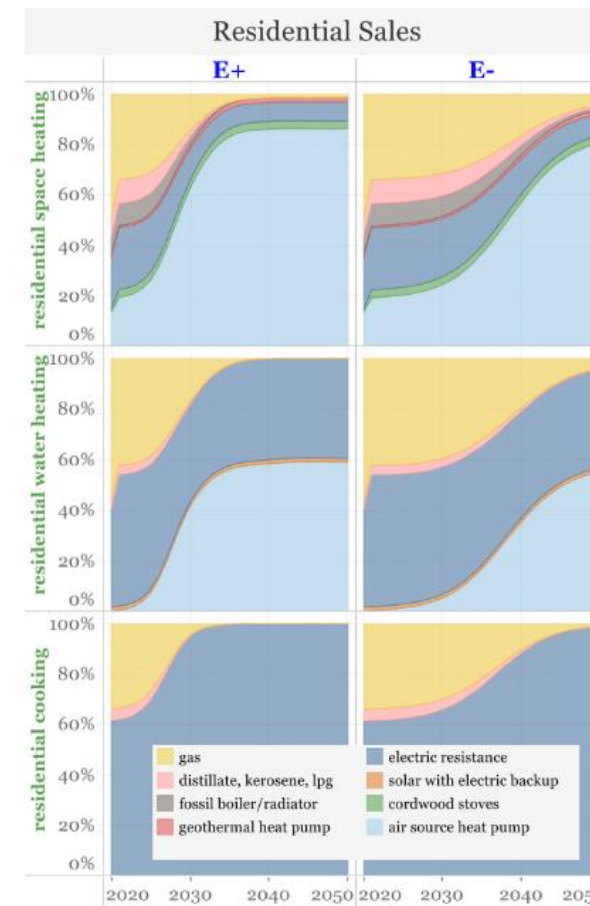 Residential Sales
E+ E-
residential space heating
100%
80%
60%
40%
20%
0%
residential water heating
100%
80%
60%
40%
20%
0%
residential cooking
100%
80%
60%
40%
20%
0%
gas
distillate, kerosene, lpg
fossil boiler/radiator
geothermal heat pump
electric resistance
solar with electric backup
cordwood stoves
air source heat pump
2020 2030 2040 2050 2020 2030 2040 2050